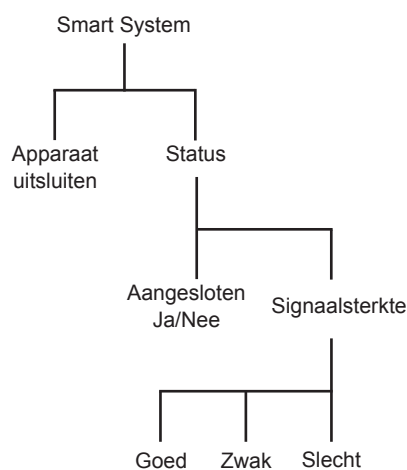 Smart System
Apparaat
uitsluiten
Status
Aangesloten
Ja/Nee
Signaalsterkte
Goed
Zwak
Slecht